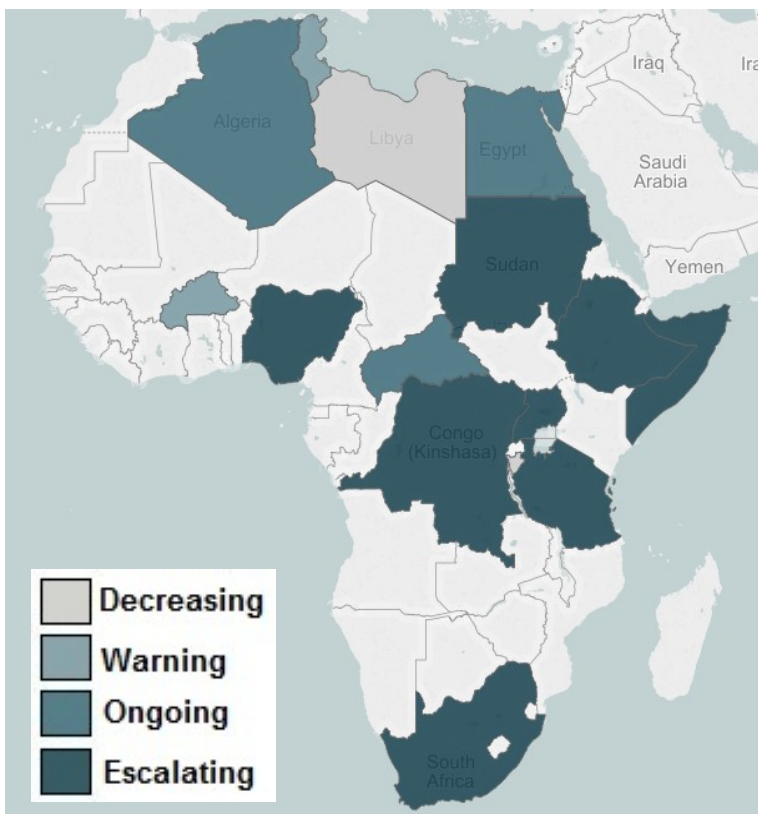 Iraq
Ira
Algeria
Libya
Egypt
Saudi
Arabia
Sudan
Yemen
Congo
(Kinshasa)
Decreasing
Warning
Ongoing
Escalating
South
Africa